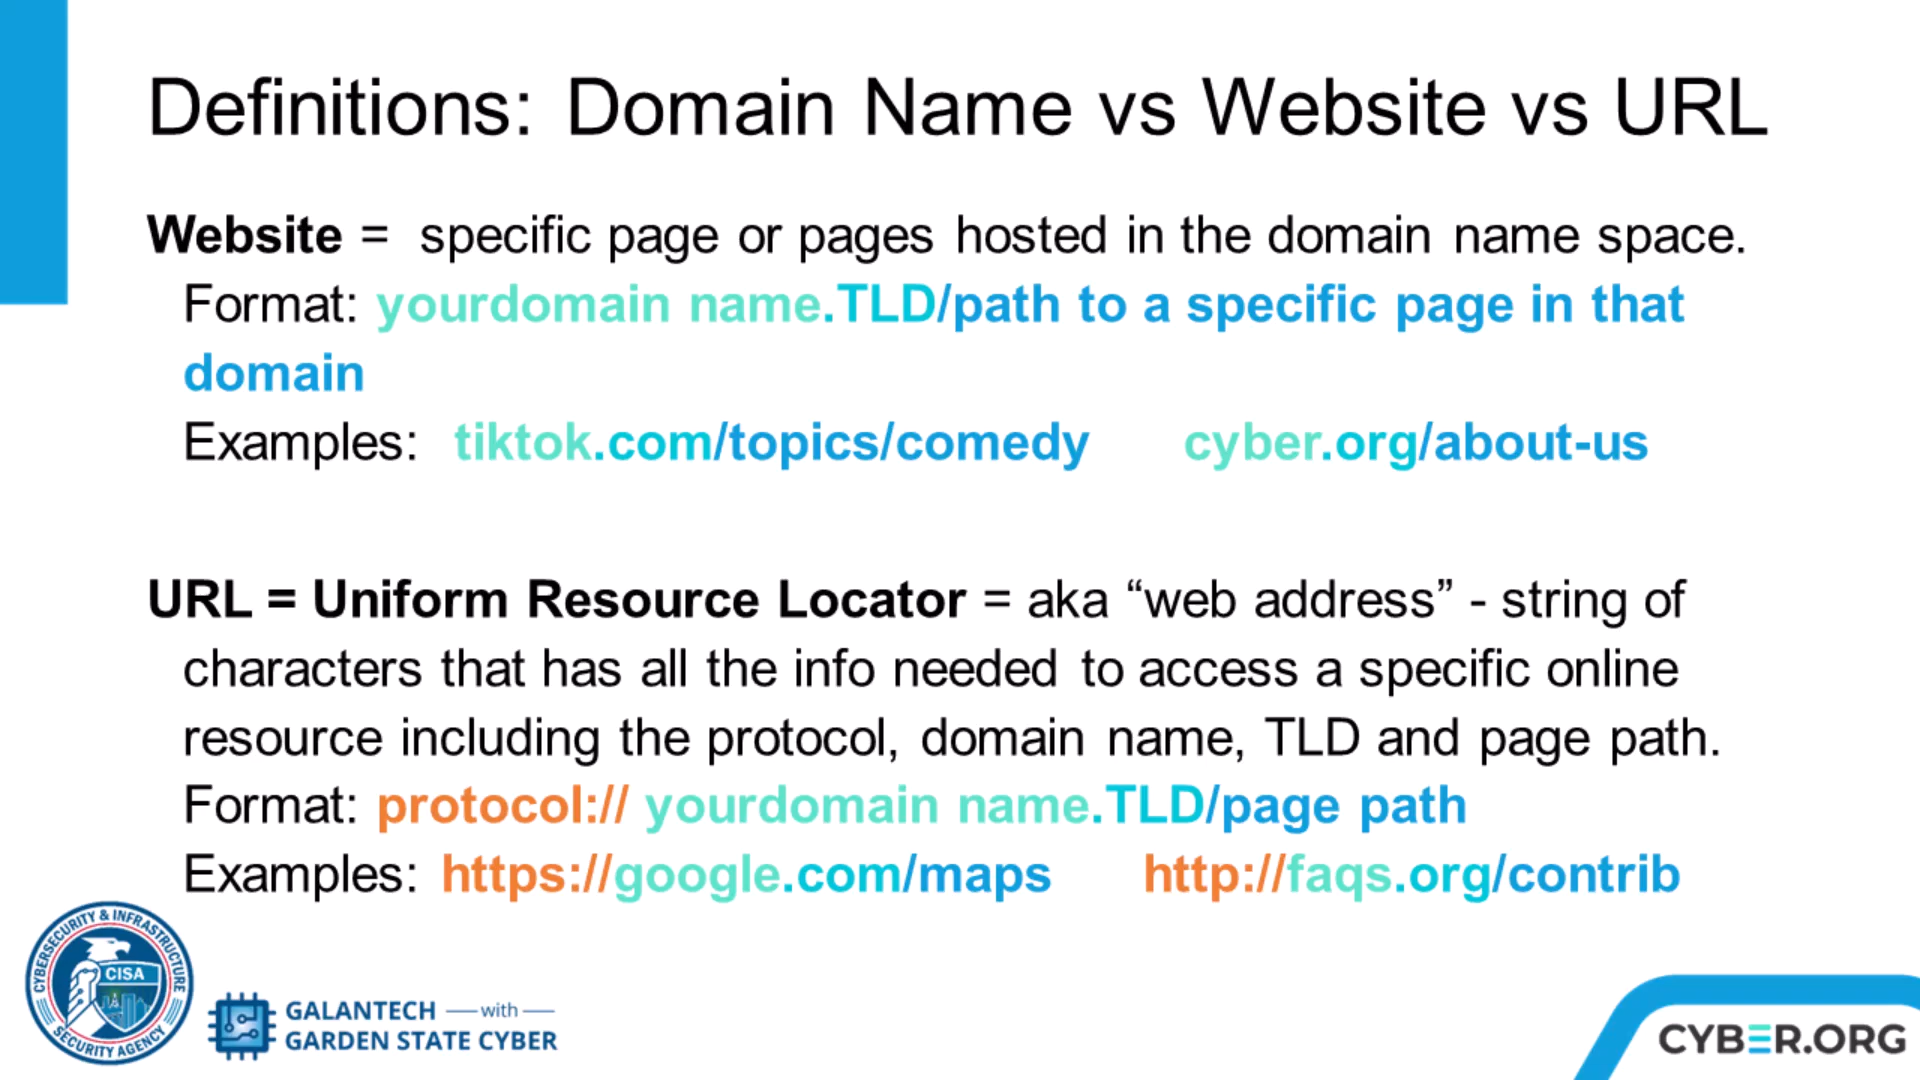 Definitions: Domain Name vs Website vs URL
Website = specific page or pages hosted in the domain name space.
Format: yourdomain name.TLD/path to a specific page in that
domain
Examples: tiktok.com/topics/comedy cyber.org/about-us
URL = Uniform Resource Locator = aka “web address” - string of
characters that has all the info needed to access a specific online
resource including the protocol, domain name, TLD and page path.
Format: protocol:// yourdomain name.TLD/page path
Examples: https://google.com/maps http://faqs.org/contrib
CYBERSECURITY & INFRASTRUCTURE
CISA
SECURITY AGENCY
GALANTECH with
GARDEN STATE CYBER
CYBER.ORG